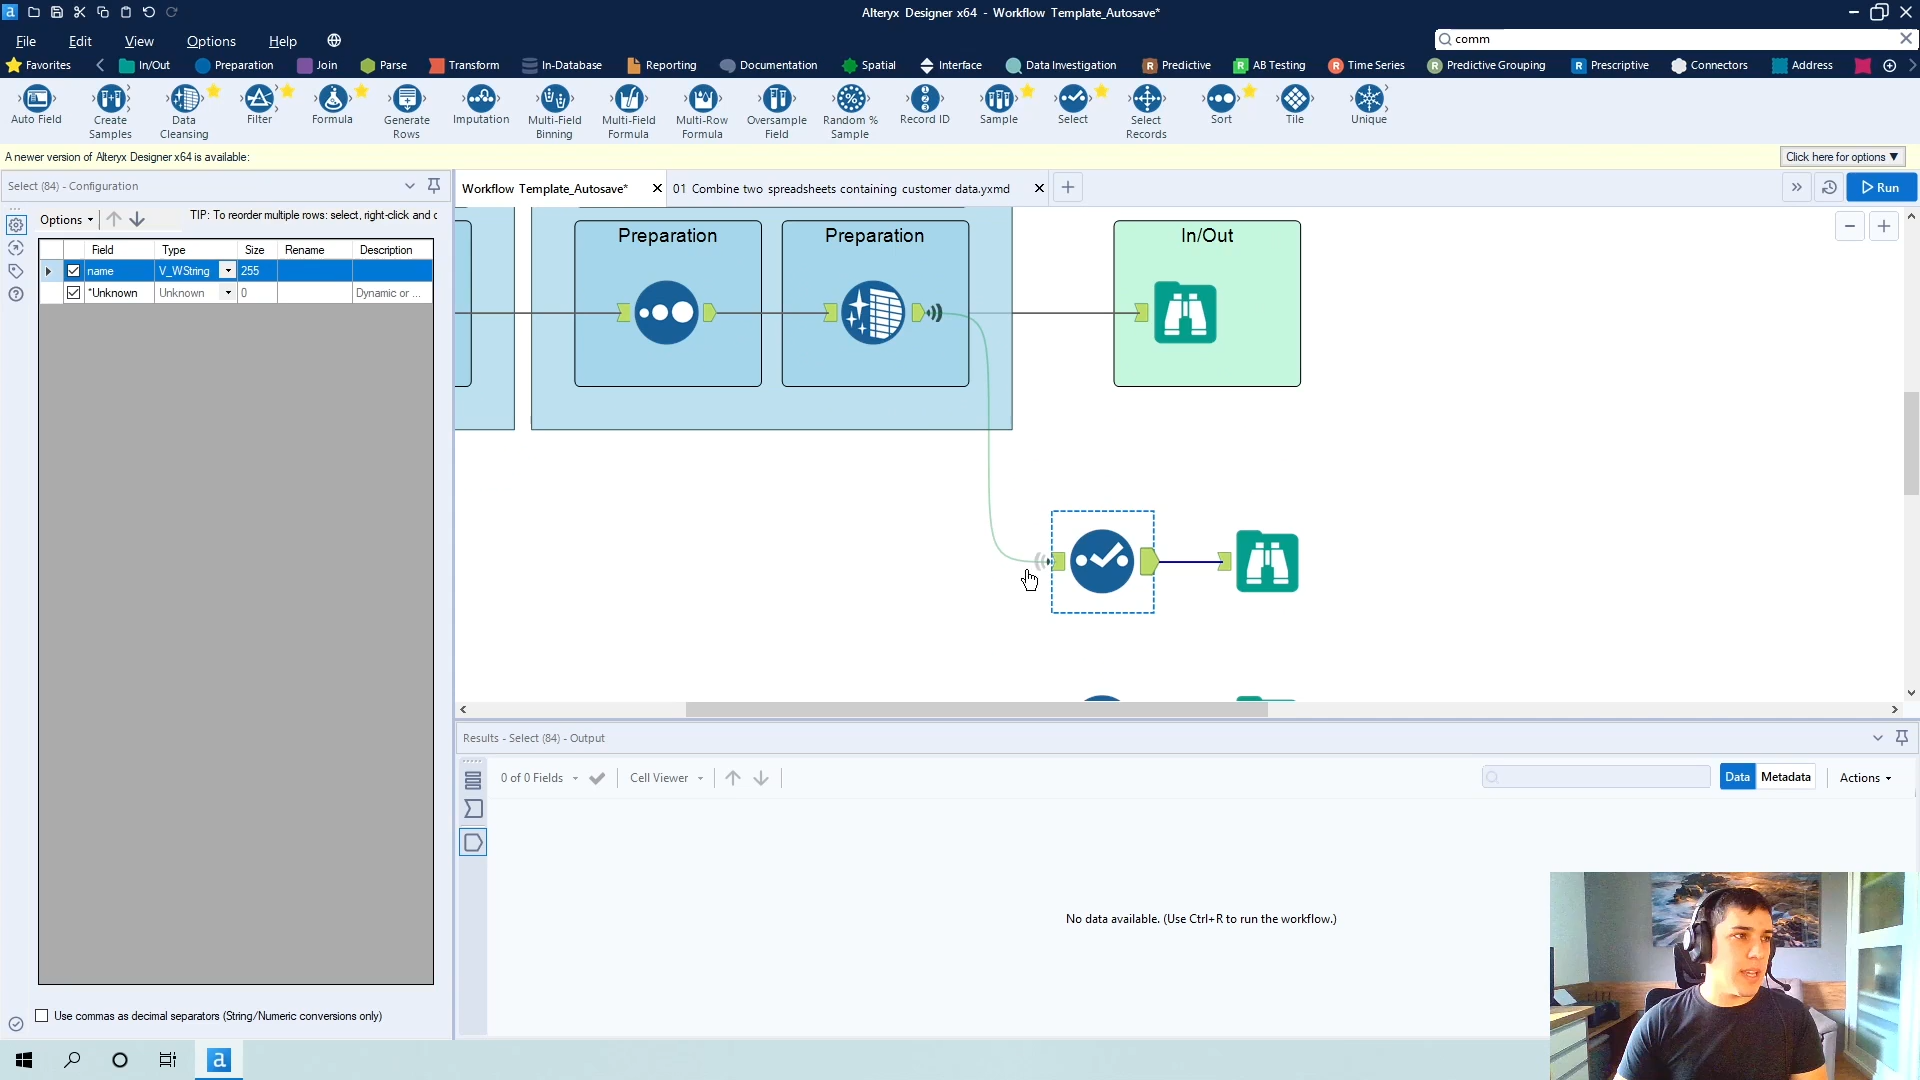 Alteryx Designer x64 - Workflow Template_Autosave*
File Edit View Options Help
comm
Favorites In/Out Preparation Join Parse Transform In-Database Reporting Documentation Spatial Interface Data Investigation Predictive AB Testing Time Series Predictive Grouping Prescriptive Connectors Address
Auto Field Create Samples Data Cleansing Filter Formula Generate Rows Imputation Multi-Field Binning Multi-Field Formula Multi-Row Formula Oversample Field Random % Sample Record ID Sample Select Select Records Sort Tile Unique
A newer version of Alteryx Designer x64 is available:
Click here for options ▼
Select (84) - Configuration
Workflow Template_Autosave*
01 Combine two spreadsheets containing customer data.yxmd
Run
Options
TIP: To reorder multiple rows: select, right-click and d
Field Type Size Rename Description
name V_WString 255
*Unknown Unknown 0 Dynamic or ...
Preparation
Preparation
In/Out
Results - Select (84) - Output
0 of 0 Fields Cell Viewer
Data Metadata Actions
No data available. (Use Ctrl+R to run the workflow.)
Use commas as decimal separators (String/Numeric conversions only)